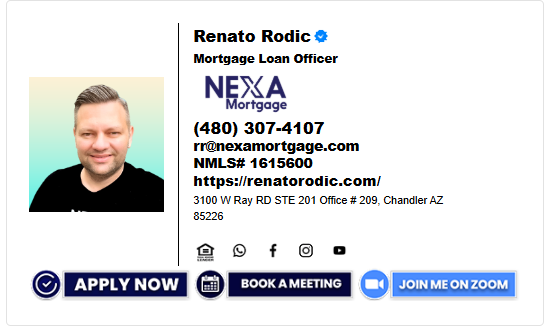 Renato Rodic
Mortgage Loan Officer
NEXA
Mortgage
(480) 307-4107
rr@nexamortgage.com
NMLS# 1615600
https://renatorodic.com/
3100 W Ray RD STE 201 Office # 209, Chandler AZ
85226
APPLY NOW
BOOK A MEETING
JOIN ME ON ZOOM